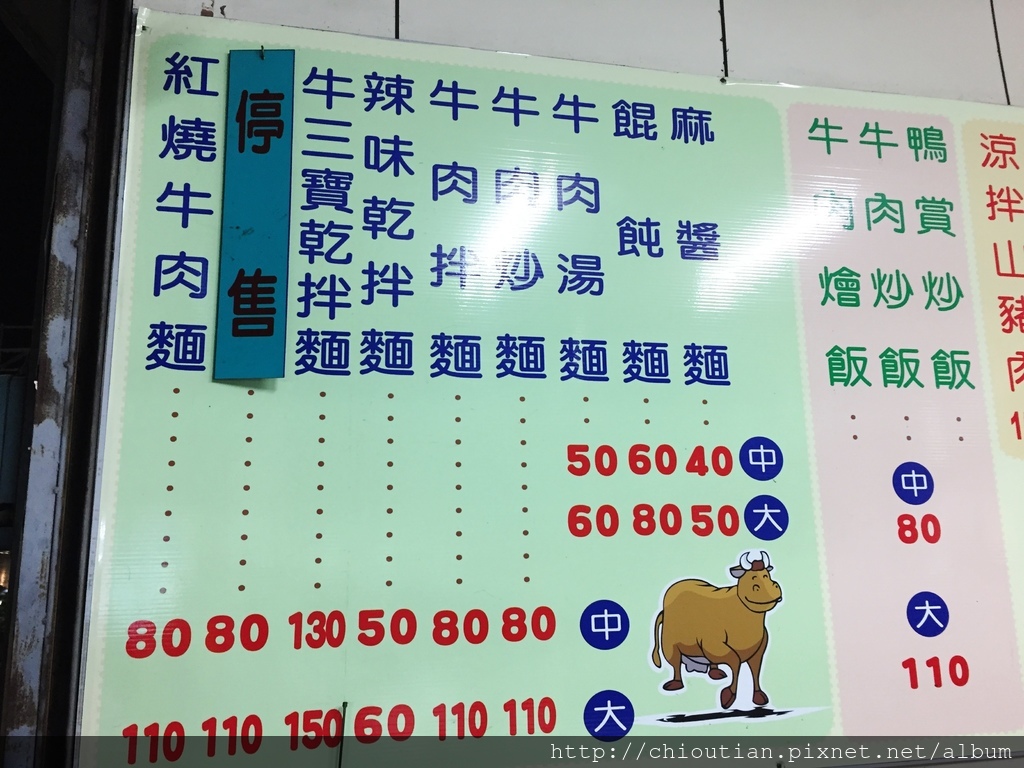 紅燒牛肉麵
停售
牛三寶乾拌麵
辣味乾拌麵
牛肉拌麵
牛肉炒麵
牛肉湯麵
餛飩麵
麻醬麵
50 60 40 中
60 80 50 大
80 80 130 50 80 80 中
110 110 150 60 110 110 大
牛肉燴飯
牛肉炒飯
鴨賞炒飯
中
80
大
110
涼拌山豬肉
1
http://chioutian.pixnet.net/album